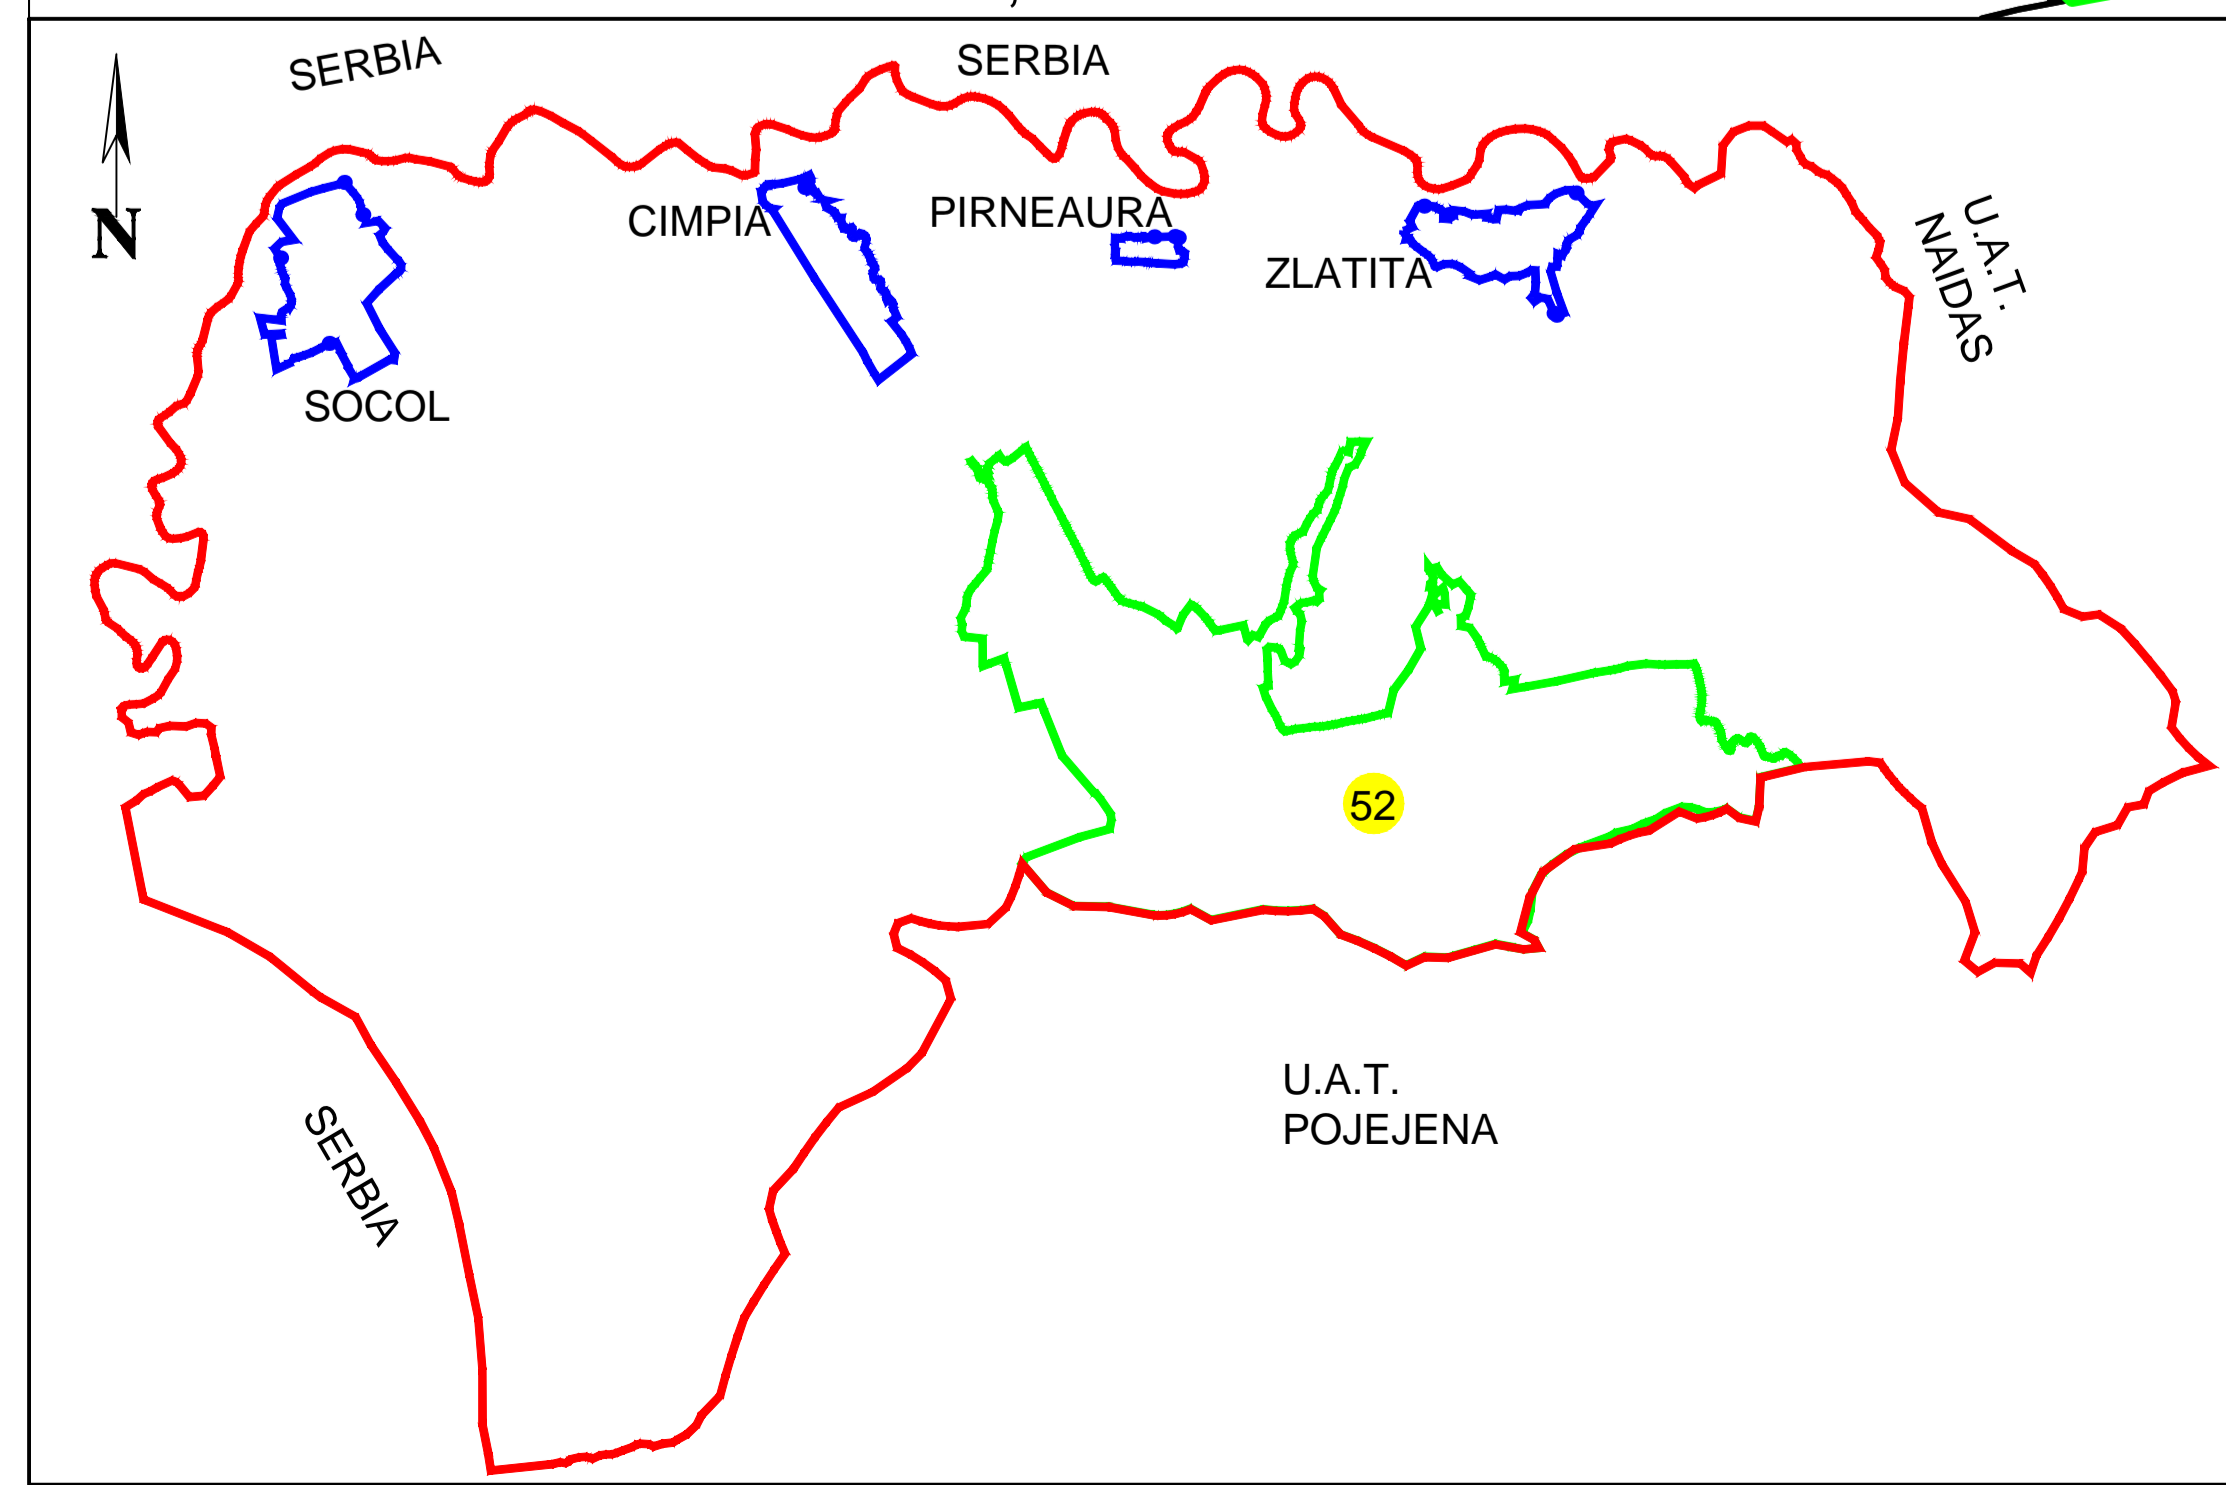 SERBIA
SERBIA
N
CIMPIA
PIRNEAURA
ZLATITA
U.A.T.
NAIDAS
SOCOL
52
U.A.T.
POJEJENA
SERBIA